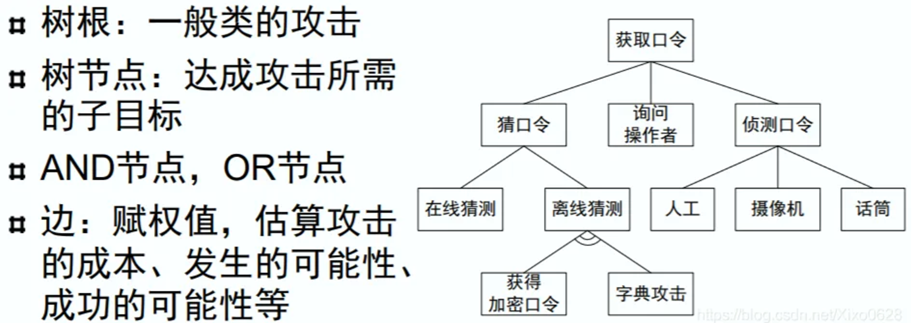 树根：一般类的攻击
树节点：达成攻击所需
的子目标
AND节点，OR节点
边：赋权值，估算攻击
的成本、发生的可能性、
成功的可能性等
获取口令
猜口令
询问
操作者
侦测口令
在线猜测
离线猜测
人工
摄像机
话筒
获得
加密口令
字典攻击
https://blog.csdn.net/Xixo0628